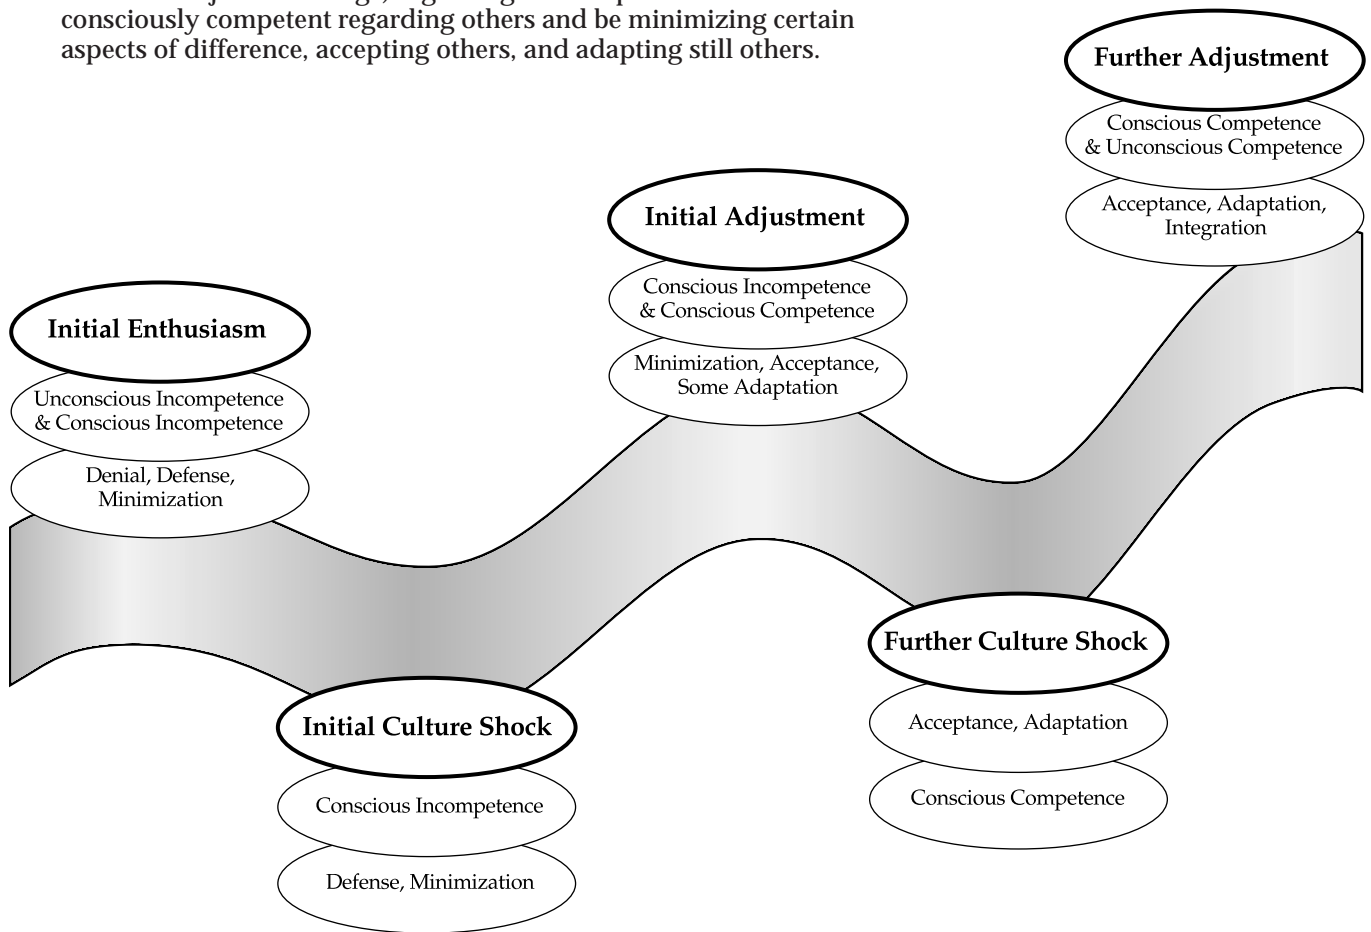 consciously competent regarding others and be minimizing certain
aspects of difference, accepting others, and adapting still others.
Further Adjustment
Conscious Competence
& Unconscious Competence
Acceptance, Adaptation,
Integration
Initial Adjustment
Conscious Incompetence
& Conscious Competence
Minimization, Acceptance,
Some Adaptation
Initial Enthusiasm
Unconscious Incompetence
& Conscious Incompetence
Denial, Defense,
Minimization
Further Culture Shock
Acceptance, Adaptation
Conscious Competence
Initial Culture Shock
Conscious Incompetence
Defense, Minimization